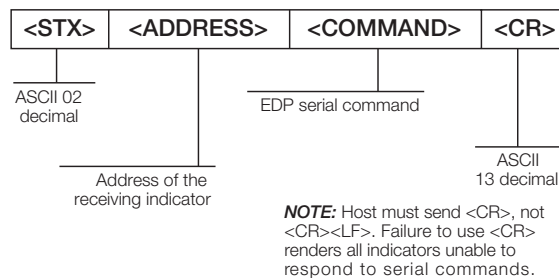 <STX> <ADDRESS> <COMMAND> <CR>
ASCII 02
decimal
EDP serial command
Address of the
receiving indicator
ASCII
13 decimal
NOTE: Host must send <CR>, not
<CR><LF>. Failure to use <CR>
renders all indicators unable to
respond to serial commands.